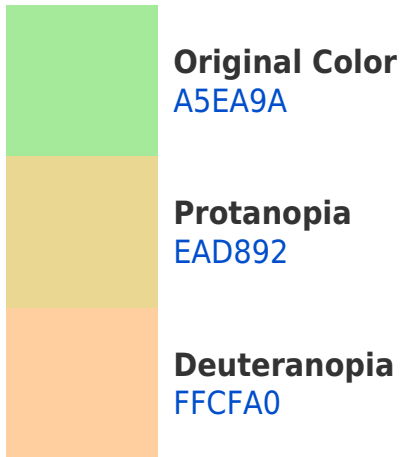 Original Color
A5EA9A
Protanopia
EAD892
Deuteranopia
FFCFA0